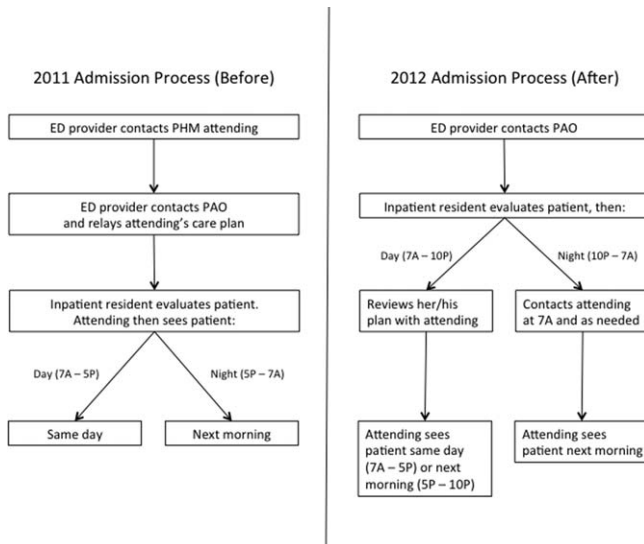 2011 Admission Process (Before)
ED provider contacts PHM attending
ED provider contacts PAO
and relays attending's care plan
Inpatient resident evaluates patient.
Attending then sees patient:
Day (7A – 5P)
Night (5P – 7A)
Same day
Next morning
2012 Admission Process (After)
ED provider contacts PAO
Inpatient resident evaluates patient, then:
Day (7A – 10P)
Night (10P – 7A)
Reviews her/his
plan with attending
Contacts attending
at 7A and as needed
Attending sees
patient same day
(7A – 5P) or next
morning (5P – 10P)
Attending sees
patient next morning